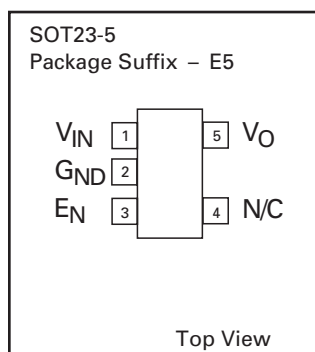 SOT23-5
Package Suffix – E5
VIN 1 5 VO
GND 2
EN 3 4 N/C
Top View